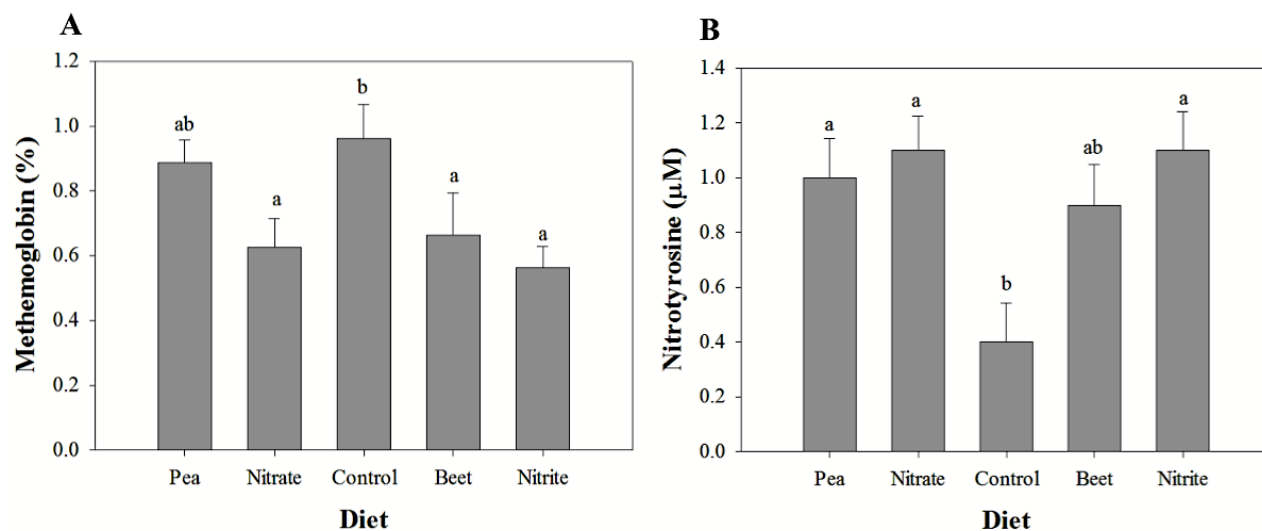 A
Methemoglobin (%)
1.2
1.0
0.8
0.6
0.4
0.2
0.0
ab
a
b
a
a
Pea Nitrate Control Beet Nitrite
Diet
B
Nitrotyrosine (µM)
1.4
1.2
1.0
0.8
0.6
0.4
0.2
0.0
a
a
b
ab
a
Pea Nitrate Control Beet Nitrite
Diet